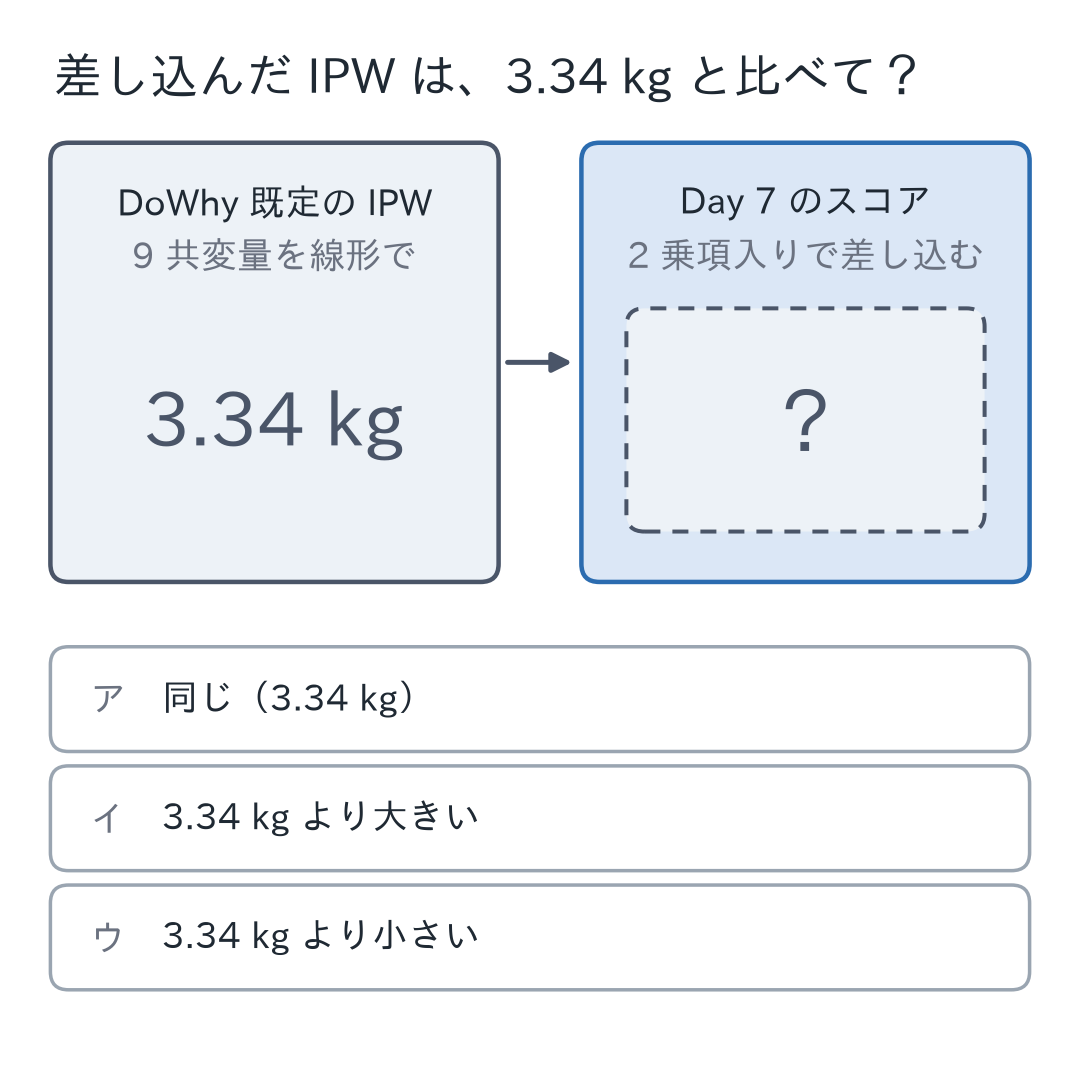 差し込んだ IPW は、3.34 kg と比べて？
DoWhy 既定の IPW
9 共変量を線形で
3.34 kg
Day 7 のスコア
2 乗項入りで差し込む
?
ア 同じ（3.34 kg）
イ 3.34 kg より大きい
ウ 3.34 kg より小さい